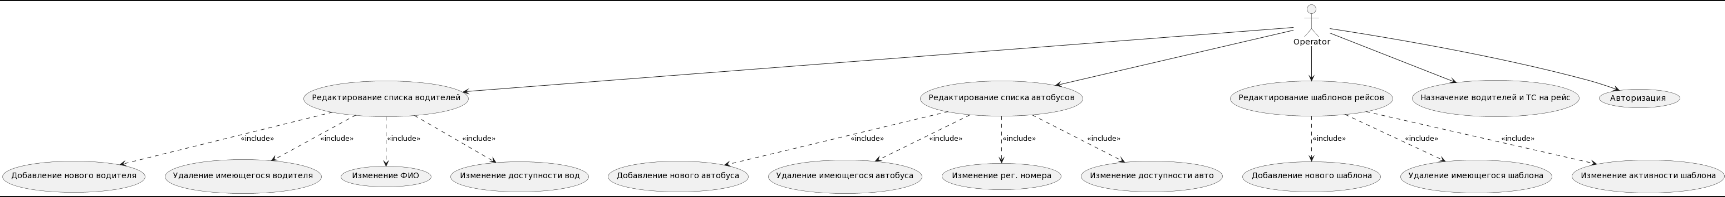 Operator
Редактирование списка водителей
Редактирование списка автобусов
Редактирование шаблонов рейсов
Назначение водителей и ТС на рейс
Авторизация
«include»
«include»
«include»
«include»
«include»
«include»
«include»
«include»
«include»
«include»
«include»
Добавление нового водителя
Удаление имеющегося водителя
Изменение ФИО
Изменение доступности вод
Добавление нового автобуса
Удаление имеющегося автобуса
Изменение рег. номера
Изменение доступности авто
Добавление нового шаблона
Удаление имеющегося шаблона
Изменение активности шаблона